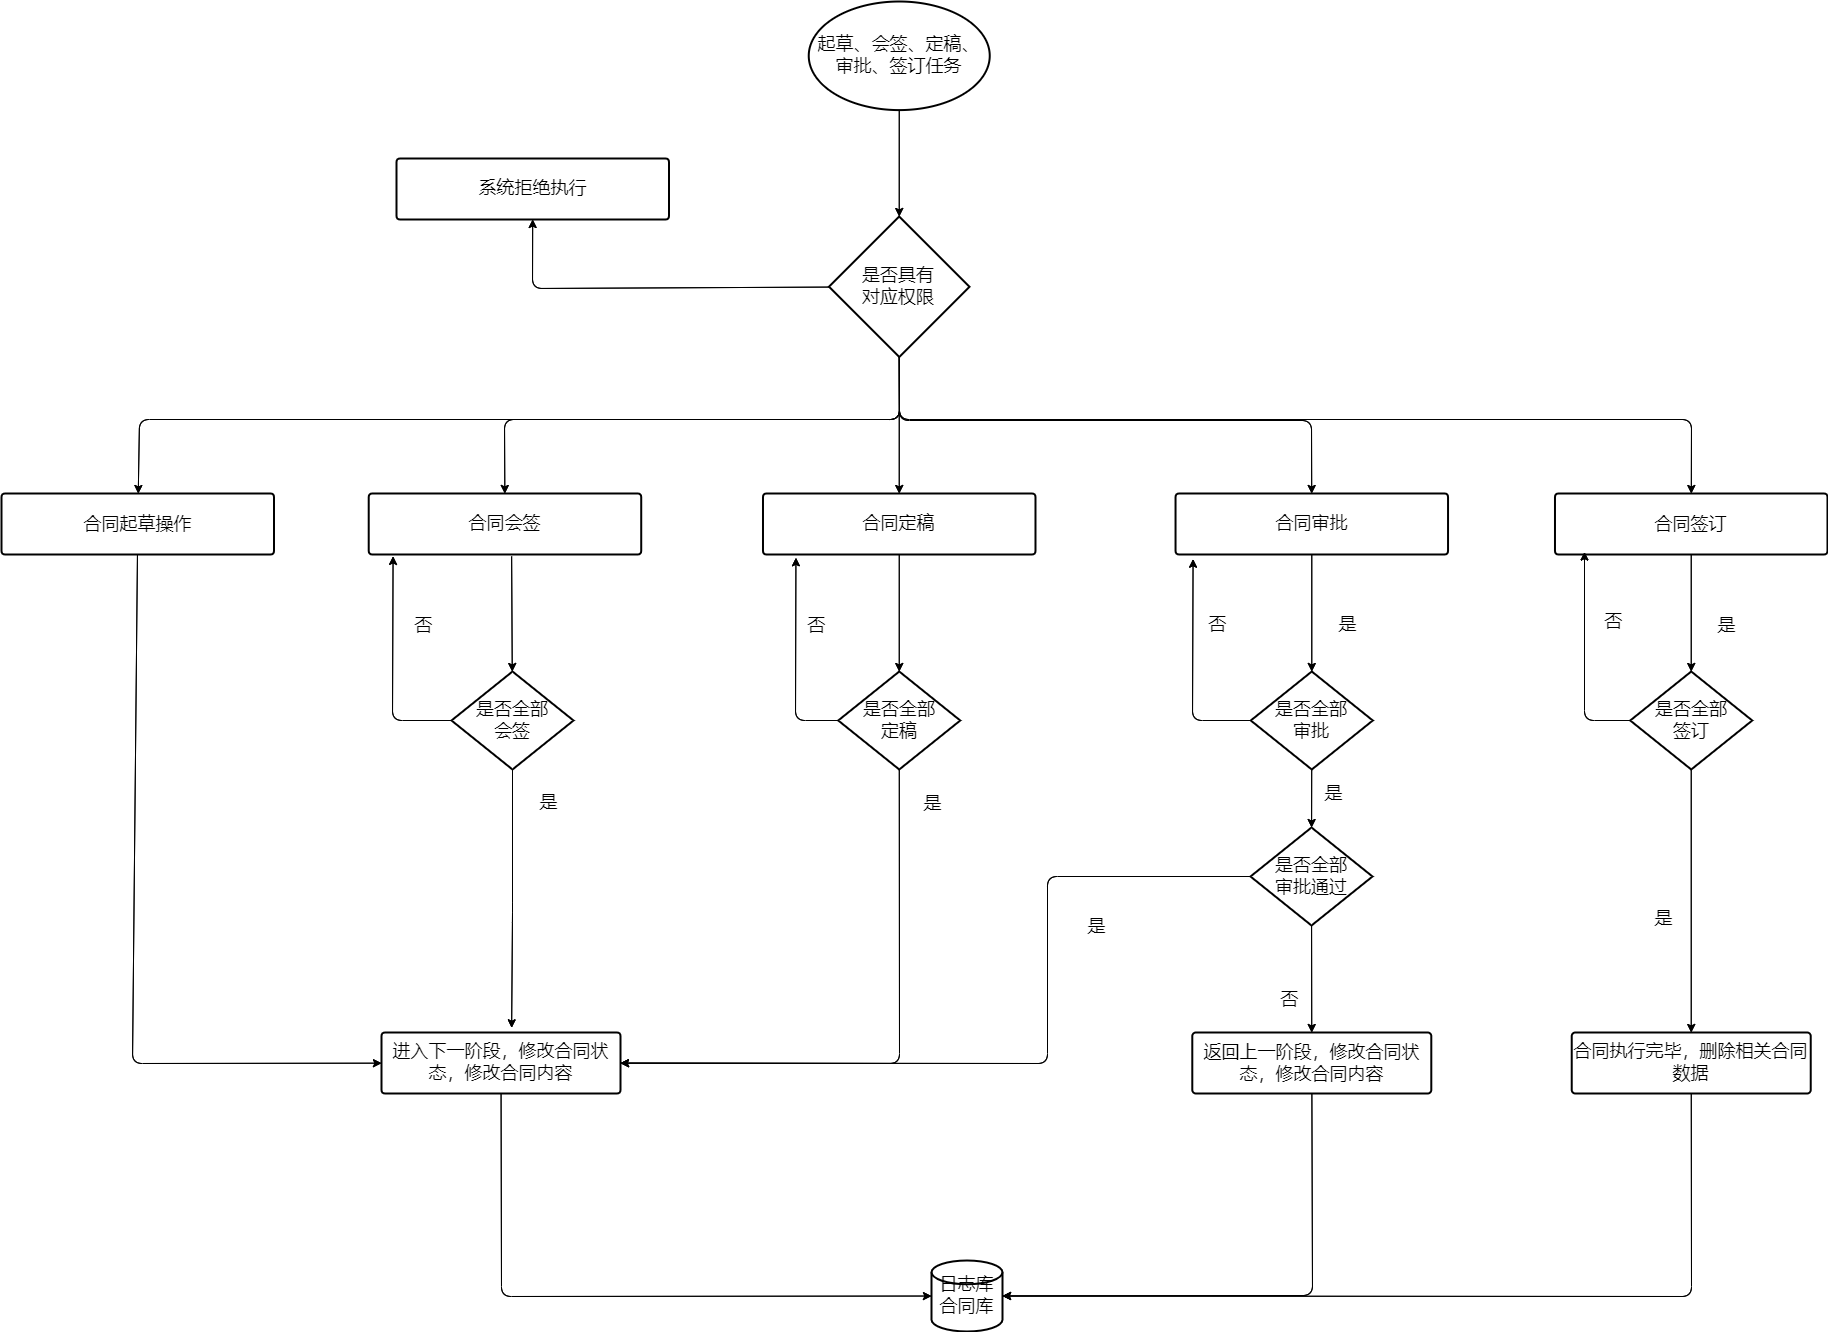 起草、会签、定稿、
审批、签订任务
系统拒绝执行
是否具有
对应权限
合同起草操作
合同会签
合同定稿
合同审批
合同签订
否
否
否
是
否
是
是否全部
会签
是否全部
定稿
是否全部
审批
是否全部
签订
是
是
是
是否全部
审批通过
是
是
否
进入下一阶段，修改合同状
态，修改合同内容
返回上一阶段，修改合同状
态，修改合同内容
合同执行完毕，删除相关合同
数据
日志库
合同库